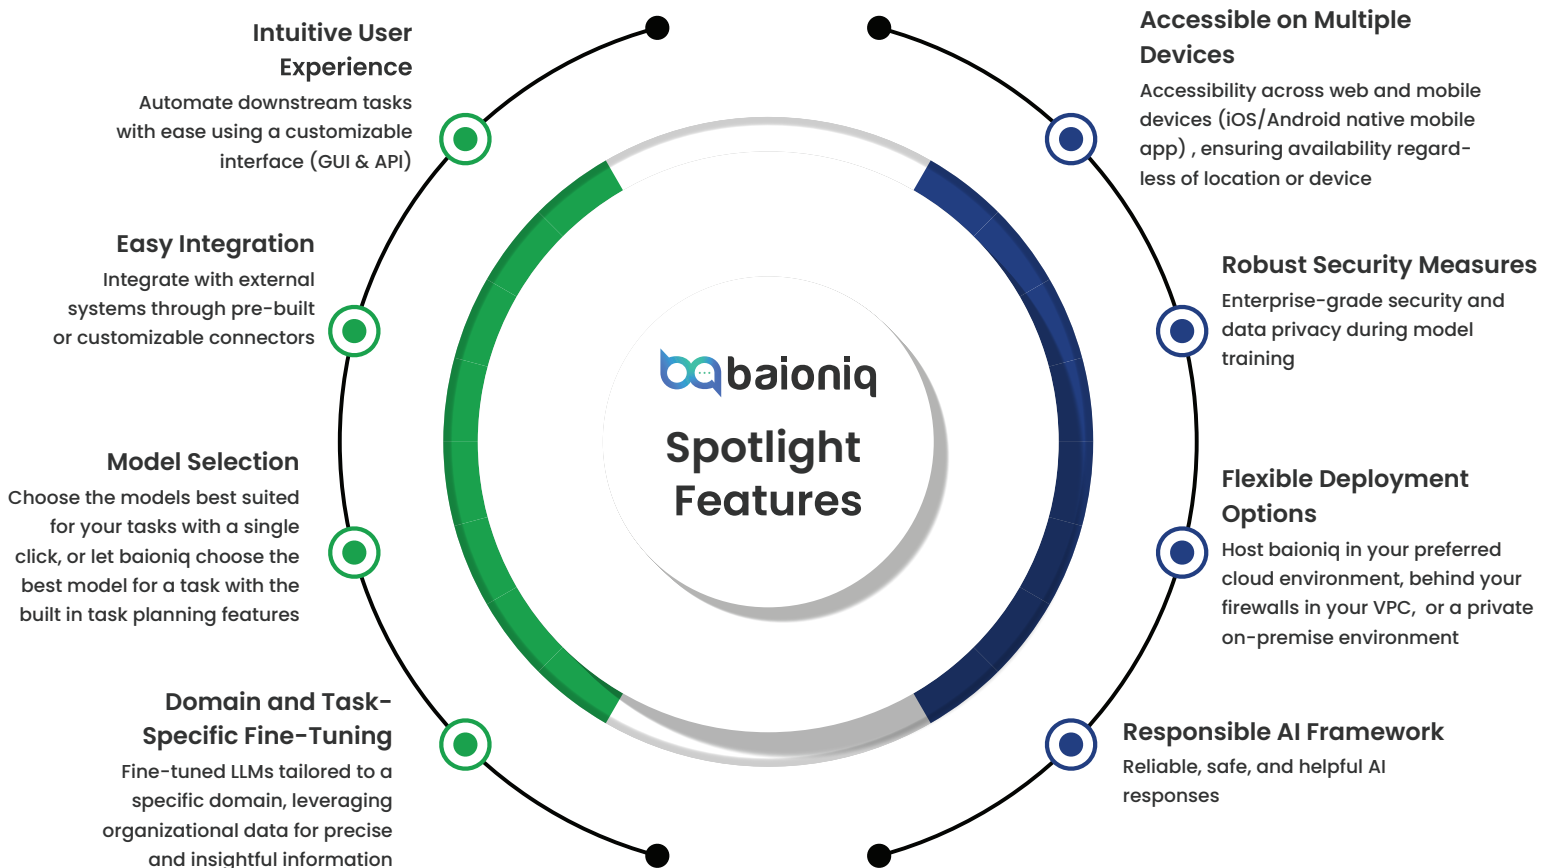 Intuitive User
Experience
Automate downstream tasks
with ease using a customizable
interface (GUI & API)
Easy Integration
Integrate with external
systems through pre-built
or customizable connectors
Model Selection
Choose the models best suited
for your tasks with a single
click, or let baioniq choose the
best model for a task with the
built in task planning features
Domain and Task-
Specific Fine-Tuning
Fine-tuned LLMs tailored to a
specific domain, leveraging
organizational data for precise
and insightful information
baioniq
Spotlight
Features
Accessible on Multiple
Devices
Accessibility across web and mobile
devices (iOS/Android native mobile
app) , ensuring availability regard-
less of location or device
Robust Security Measures
Enterprise-grade security and
data privacy during model
training
Flexible Deployment
Options
Host baioniq in your preferred
cloud environment, behind your
firewalls in your VPC,  or a private
on-premise environment
Responsible AI Framework
Reliable, safe, and helpful AI
responses